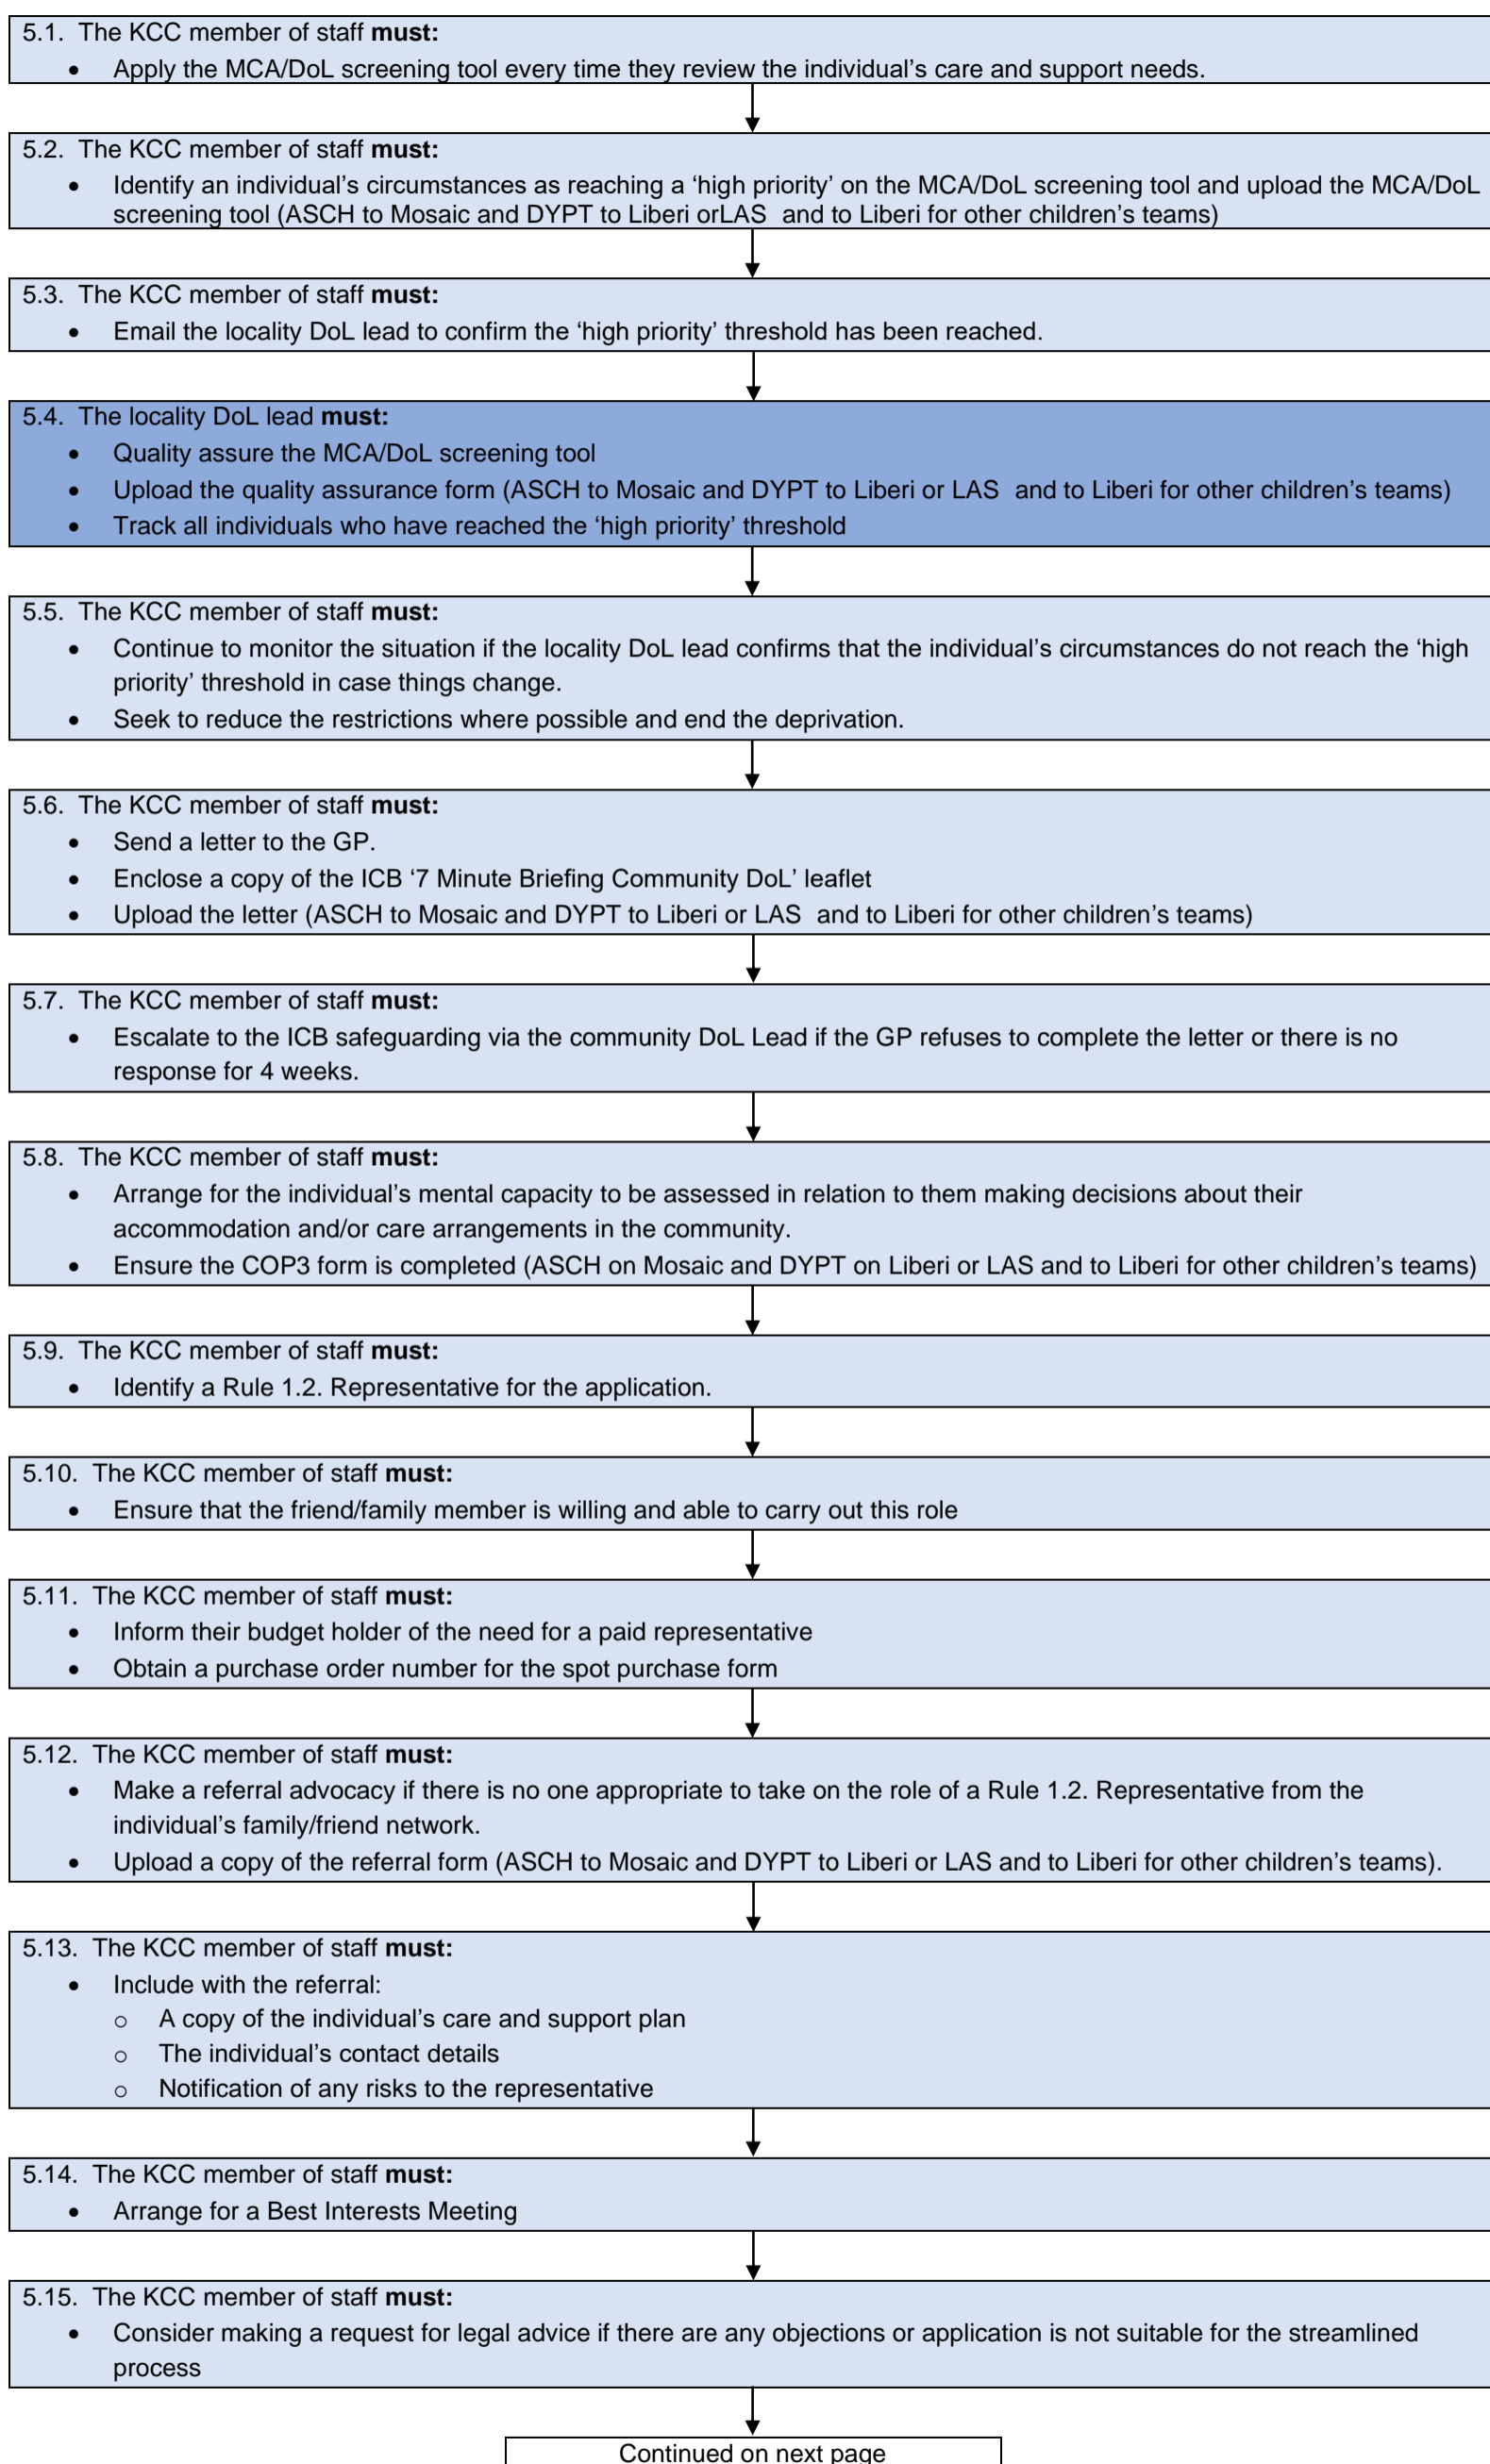 5.1. The KCC member of staff must:
• Apply the MCA/DoL screening tool every time they review the individual’s care and support needs.
5.2. The KCC member of staff must:
• Identify an individual’s circumstances as reaching a ‘high priority’ on the MCA/DoL screening tool and upload the MCA/DoL
screening tool (ASCH to Mosaic and DYPT to Liberi orLAS and to Liberi for other children’s teams)
5.3. The KCC member of staff must:
• Email the locality DoL lead to confirm the ‘high priority’ threshold has been reached.
5.4. The locality DoL lead must:
• Quality assure the MCA/DoL screening tool
• Upload the quality assurance form (ASCH to Mosaic and DYPT to Liberi or LAS and to Liberi for other children’s teams)
• Track all individuals who have reached the ‘high priority’ threshold
5.5. The KCC member of staff must:
• Continue to monitor the situation if the locality DoL lead confirms that the individual’s circumstances do not reach the ‘high
priority’ threshold in case things change.
• Seek to reduce the restrictions where possible and end the deprivation.
5.6. The KCC member of staff must:
• Send a letter to the GP.
• Enclose a copy of the ICB ‘7 Minute Briefing Community DoL’ leaflet
• Upload the letter (ASCH to Mosaic and DYPT to Liberi or LAS and to Liberi for other children’s teams)
5.7. The KCC member of staff must:
• Escalate to the ICB safeguarding via the community DoL Lead if the GP refuses to complete the letter or there is no
response for 4 weeks.
5.8. The KCC member of staff must:
• Arrange for the individual’s mental capacity to be assessed in relation to them making decisions about their
accommodation and/or care arrangements in the community.
• Ensure the COP3 form is completed (ASCH on Mosaic and DYPT on Liberi or LAS and to Liberi for other children’s teams)
5.9. The KCC member of staff must:
• Identify a Rule 1.2. Representative for the application.
5.10. The KCC member of staff must:
• Ensure that the friend/family member is willing and able to carry out this role
5.11. The KCC member of staff must:
• Inform their budget holder of the need for a paid representative
• Obtain a purchase order number for the spot purchase form
5.12. The KCC member of staff must:
• Make a referral advocacy if there is no one appropriate to take on the role of a Rule 1.2. Representative from the
individual’s family/friend network.
• Upload a copy of the referral form (ASCH to Mosaic and DYPT to Liberi or LAS and to Liberi for other children’s teams).
5.13. The KCC member of staff must:
• Include with the referral:
o A copy of the individual’s care and support plan
o The individual’s contact details
o Notification of any risks to the representative
5.14. The KCC member of staff must:
• Arrange for a Best Interests Meeting
5.15. The KCC member of staff must:
• Consider making a request for legal advice if there are any objections or application is not suitable for the streamlined
process
Continued on next page